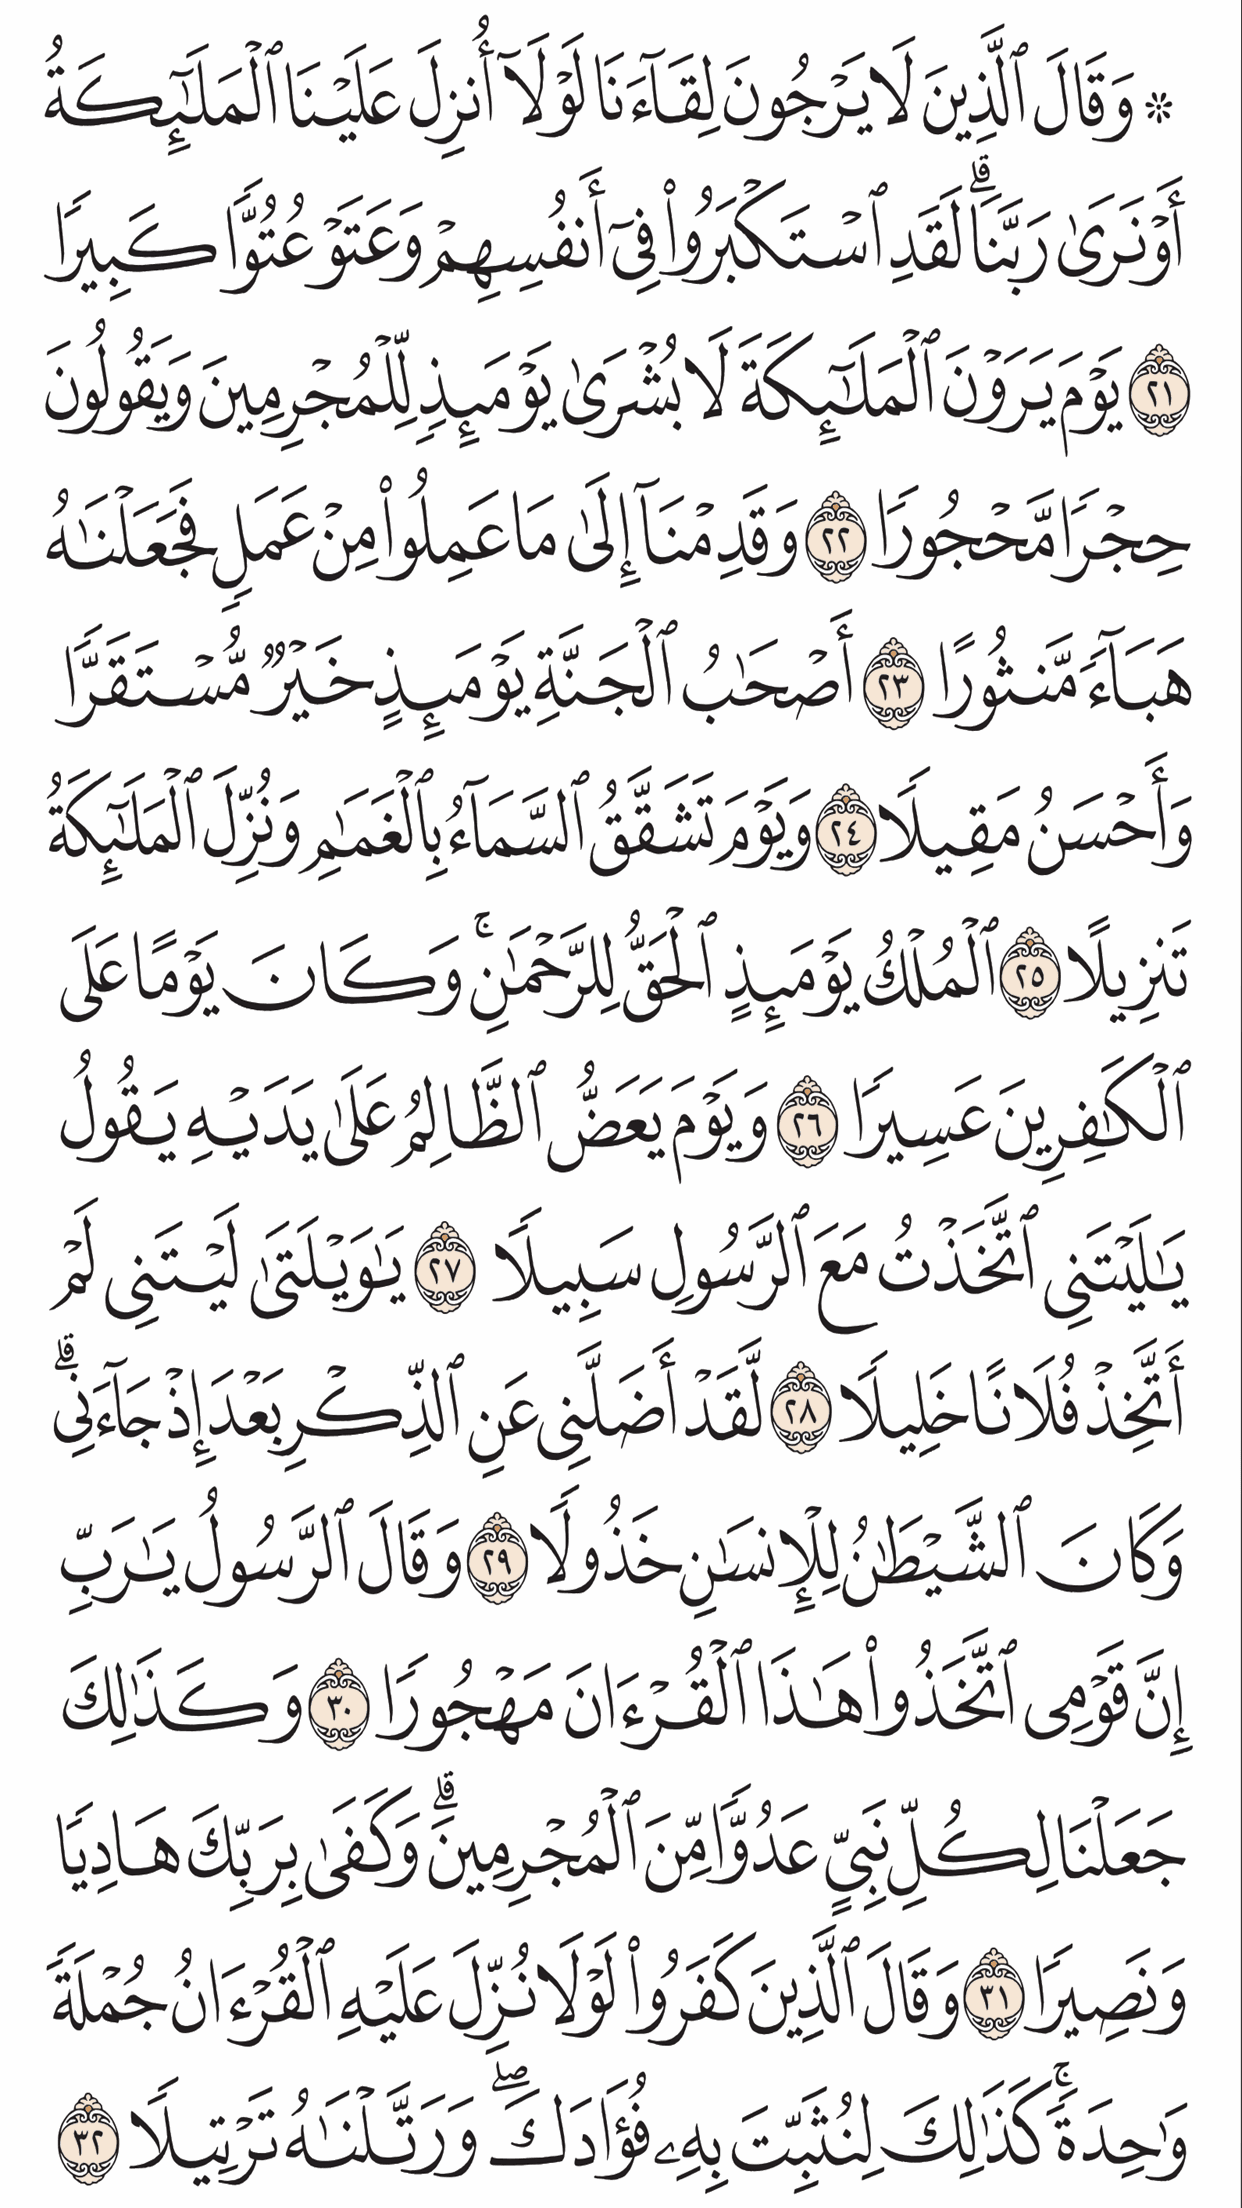 ۞ وَقَالَ ٱلَّذِينَ لَا يَرْجُونَ لِقَآءَنَا لَوْلَآ أُنزِلَ عَلَيْنَا ٱلْمَلَـٰٓئِكَةُ
أَوْ نَرَىٰ رَبَّنَا ۗ لَقَدِ ٱسْتَكْبَرُوا۟ فِىٓ أَنفُسِهِمْ وَعَتَوْ عُتُوًّا كَبِيرًا
٢١ يَوْمَ يَرَوْنَ ٱلْمَلَـٰٓئِكَةَ لَا بُشْرَىٰ يَوْمَئِذٍ لِّلْمُجْرِمِينَ وَيَقُولُونَ
حِجْرًا مَّحْجُورًا ٢٢ وَقَدِمْنَآ إِلَىٰ مَا عَمِلُوا۟ مِنْ عَمَلٍ فَجَعَلْنَـٰهُ
هَبَآءً مَّنثُورًا ٢٣ أَصْحَـٰبُ ٱلْجَنَّةِ يَوْمَئِذٍ خَيْرٌ مُّسْتَقَرًّا
وَأَحْسَنُ مَقِيلًا ٢٤ وَيَوْمَ تَشَقَّقُ ٱلسَّمَآءُ بِٱلْغَمَـٰمِ وَنُزِّلَ ٱلْمَلَـٰٓئِكَةُ
تَنزِيلًا ٢٥ ٱلْمُلْكُ يَوْمَئِذٍ ٱلْحَقُّ لِلرَّحْمَـٰنِ ۚ وَكَانَ يَوْمًا عَلَى
ٱلْكَـٰفِرِينَ عَسِيرًا ٢٦ وَيَوْمَ يَعَضُّ ٱلظَّالِمُ عَلَىٰ يَدَيْهِ يَقُولُ
يَـٰلَيْتَنِى ٱتَّخَذْتُ مَعَ ٱلرَّسُولِ سَبِيلًا ٢٧ يَـٰوَيْلَتَىٰ لَيْتَنِى لَمْ
أَتَّخِذْ فُلَانًا خَلِيلًا ٢٨ لَّقَدْ أَضَلَّنِى عَنِ ٱلذِّكْرِ بَعْدَ إِذْ جَآءَنِى ۗ
وَكَانَ ٱلشَّيْطَـٰنُ لِلْإِنسَـٰنِ خَذُولًا ٢٩ وَقَالَ ٱلرَّسُولُ يَـٰرَبِّ
إِنَّ قَوْمِى ٱتَّخَذُوا۟ هَـٰذَا ٱلْقُرْءَانَ مَهْجُورًا ٣٠ وَكَذَٰلِكَ
جَعَلْنَا لِكُلِّ نَبِىٍّ عَدُوًّا مِّنَ ٱلْمُجْرِمِينَ ۗ وَكَفَىٰ بِرَبِّكَ هَادِيًا
وَنَصِيرًا ٣١ وَقَالَ ٱلَّذِينَ كَفَرُوا۟ لَوْلَا نُزِّلَ عَلَيْهِ ٱلْقُرْءَانُ جُمْلَةً
وَٰحِدَةً ۚ كَذَٰلِكَ لِنُثَبِّتَ بِهِۦ فُؤَادَكَ ۖ وَرَتَّلْنَـٰهُ تَرْتِيلًا ٣٢